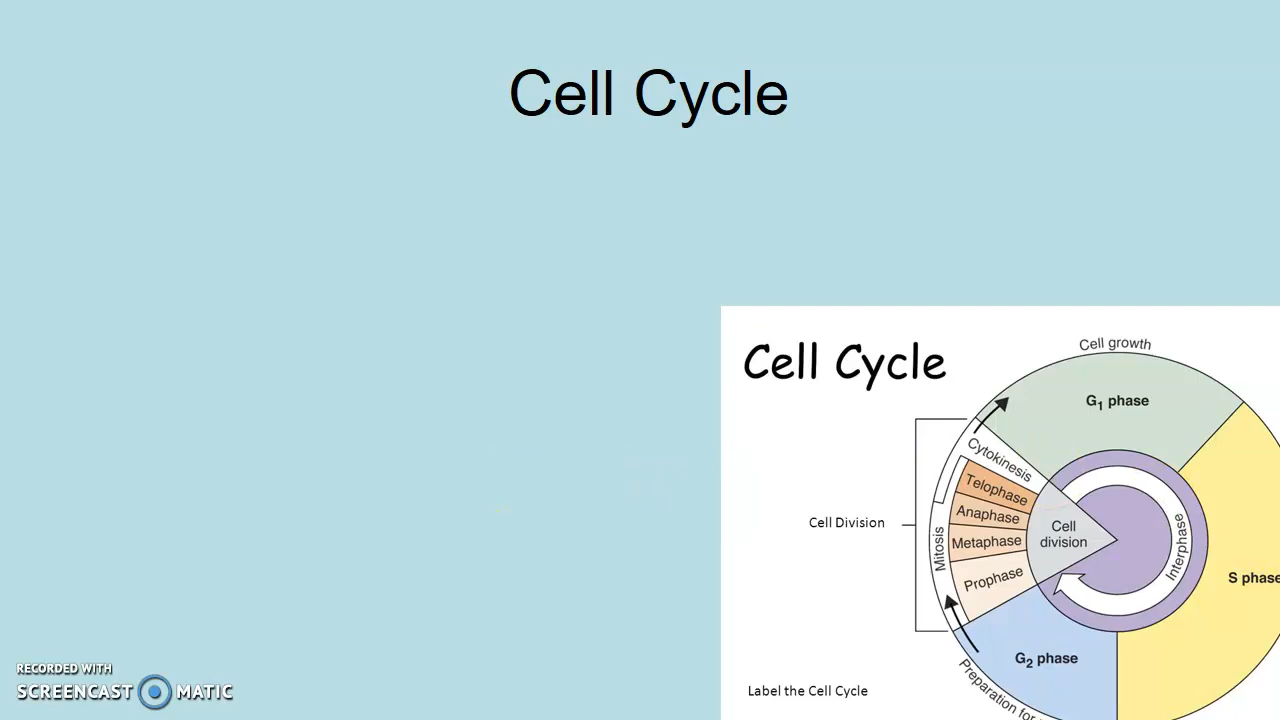 Cell Cycle
Cell Cycle
Cell growth
G1 phase
Cytokinesis
Telophase
Anaphase
Metaphase
Prophase
Mitosis
Cell Division
Cell
division
Interphase
S phase
G2 phase
Preparation for
Label the Cell Cycle
RECORDED WITH
SCREENCAST MATIC